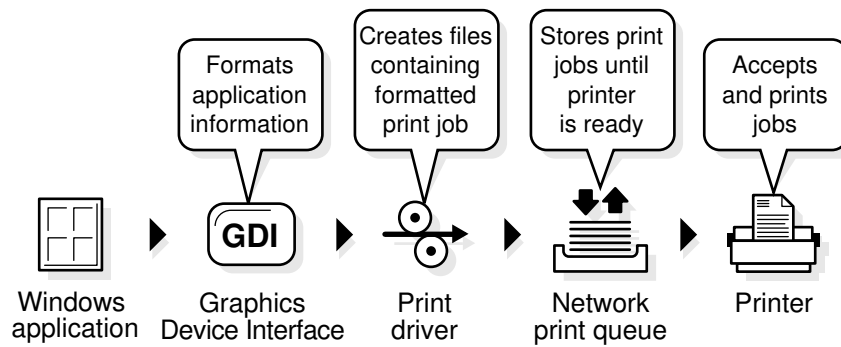 Formats
application
information
Creates files
containing
formatted
print job
Stores print
jobs until
printer
is ready
Accepts
and prints
jobs
GDI
Windows
application
Graphics
Device Interface
Print
driver
Network
print queue
Printer